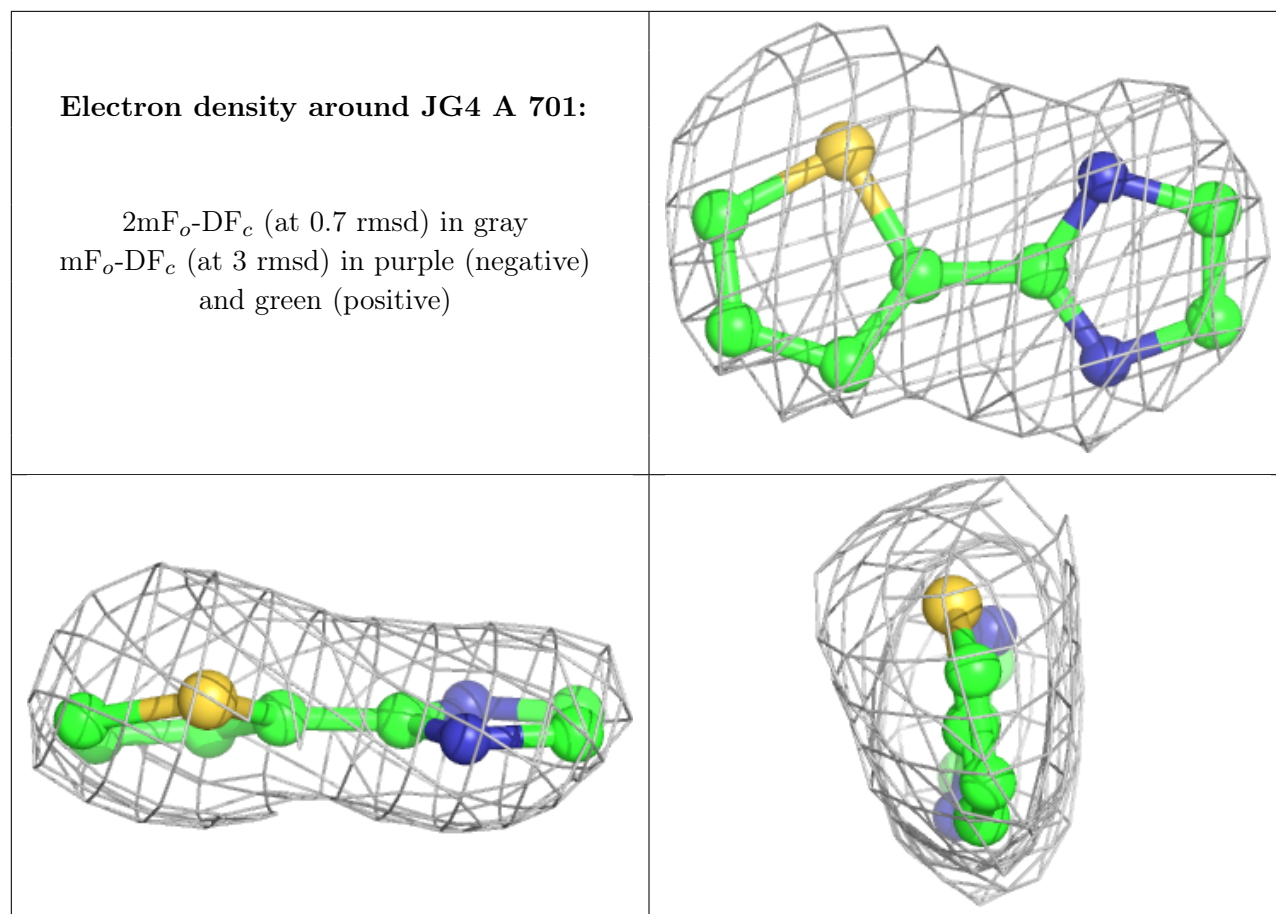 Electron density around JG4 A 701:
2mFo-DFc (at 0.7 rmsd) in gray
mFo-DFc (at 3 rmsd) in purple (negative)
and green (positive)